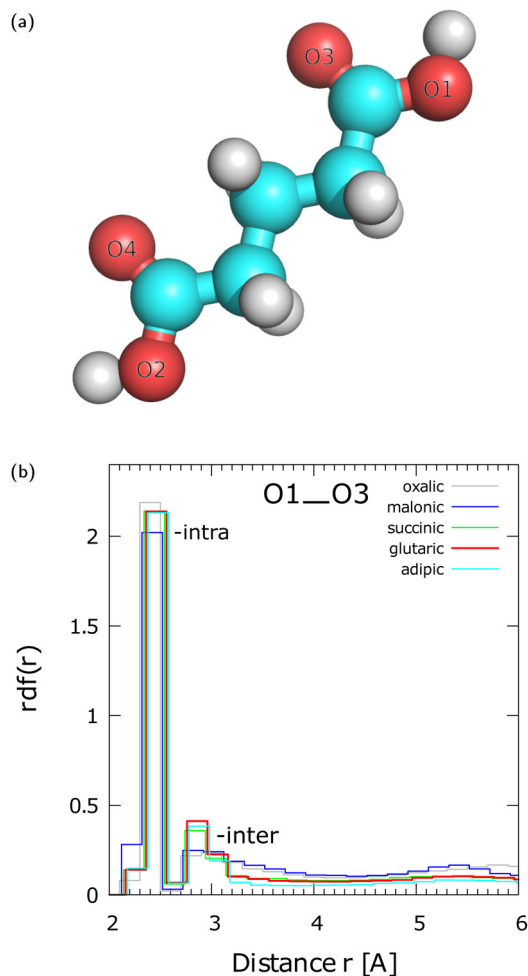 (a)
O3
O1
O4
O2
(b)
O1__O3
oxalic
malonic
succinic
glutaric
adipic
-intra
-inter
rdf(r)
2
1.5
1
0.5
0
2 3 4 5 6
Distance r [A]